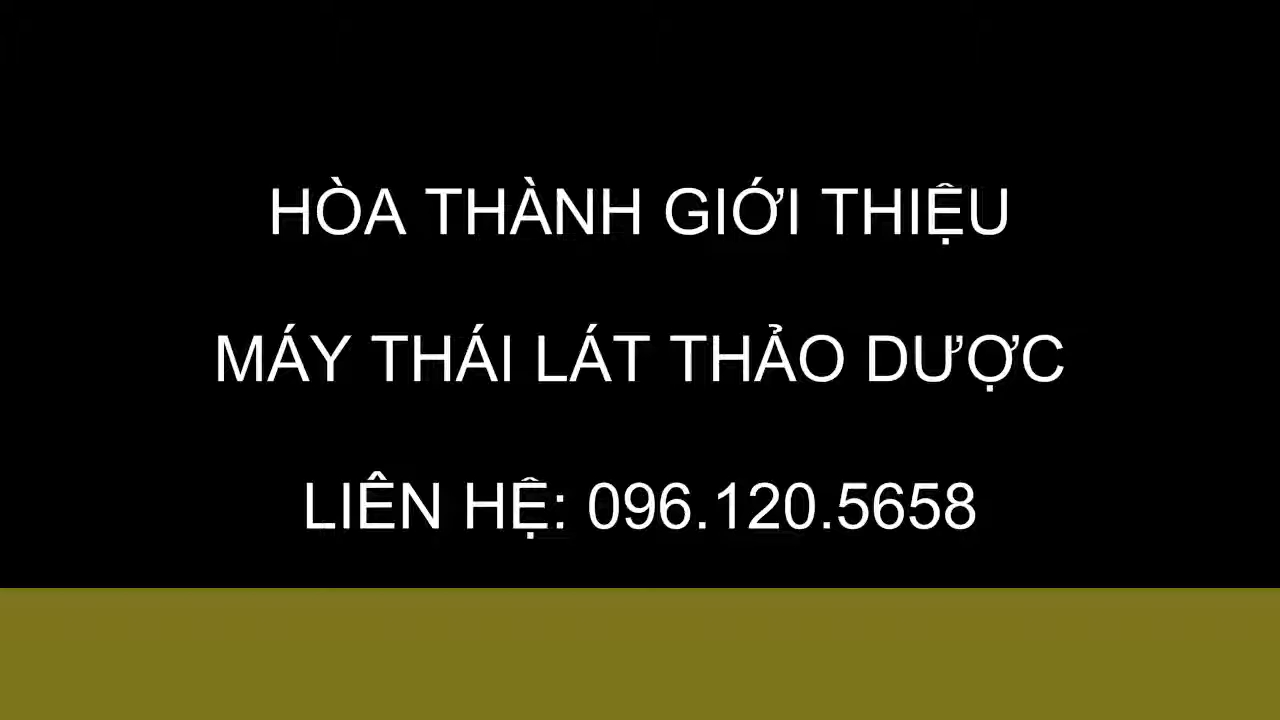 HÒA THÀNH GIỚI THIỆU
MÁY THÁI LÁT THẢO DƯỢC
LIÊN HỆ: 096.120.5658